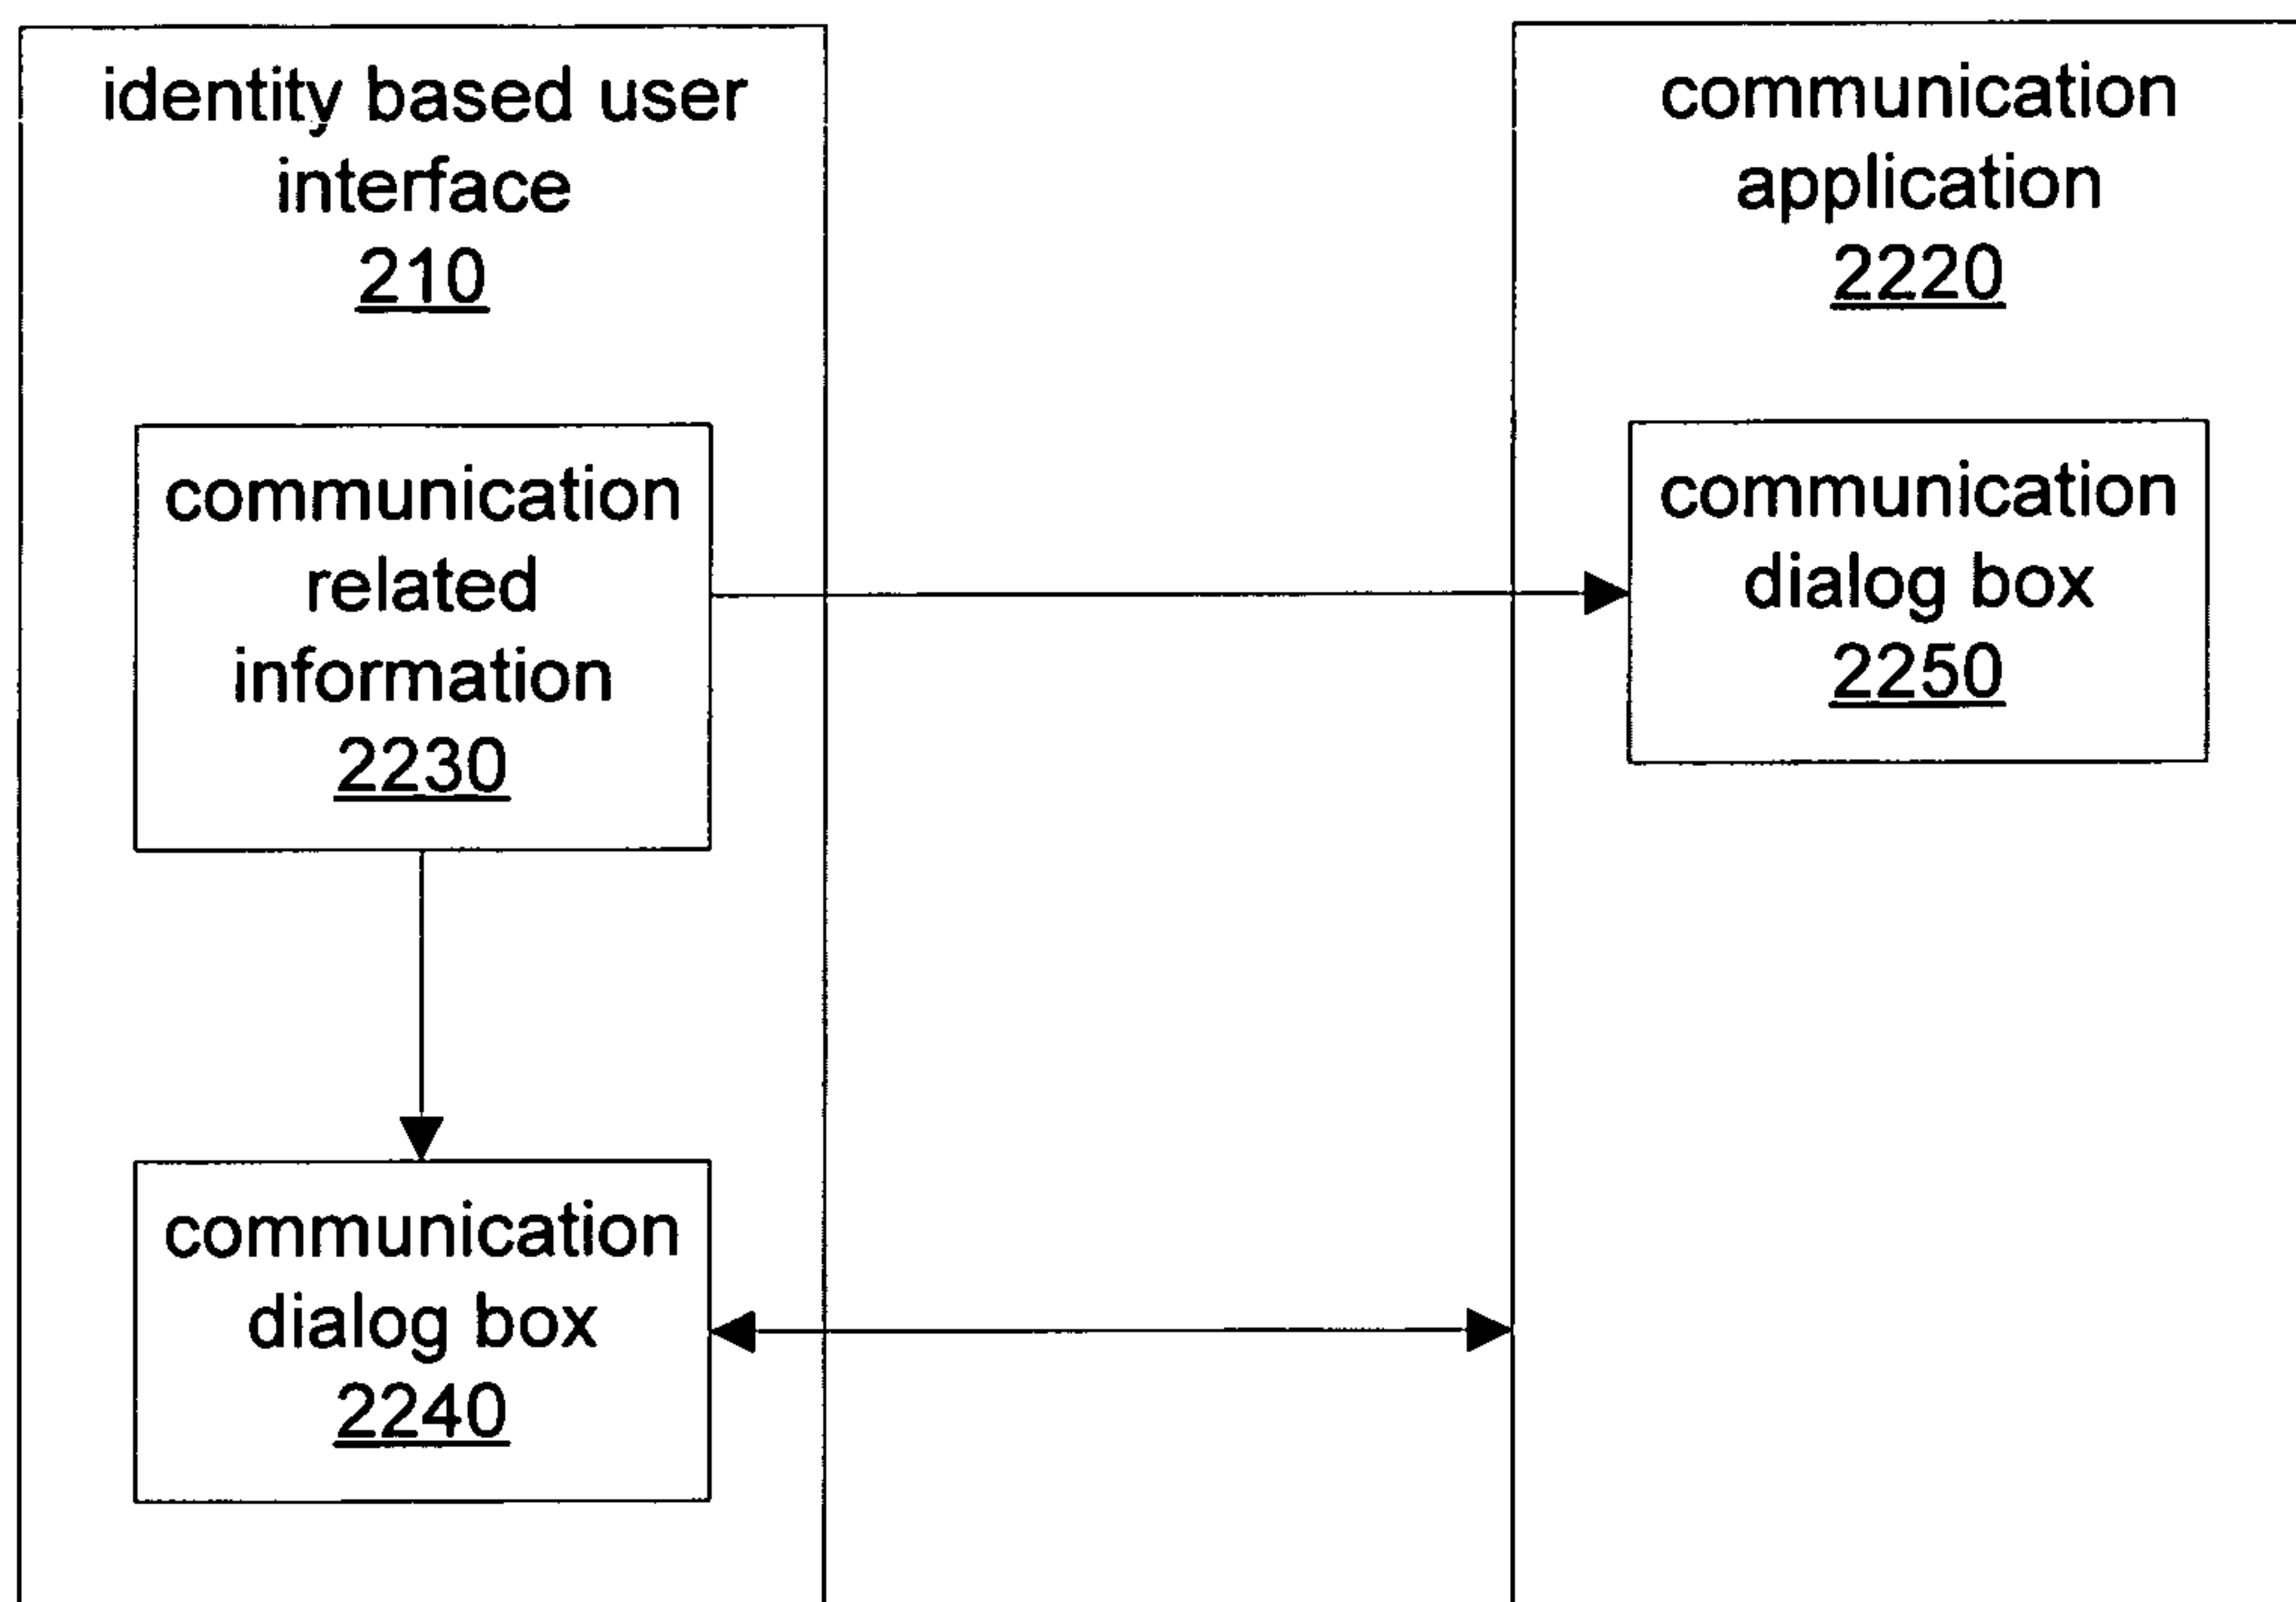 identity based user
interface
210
communication
related
information
2230
communication
dialog box
2240
communication
application
2220
communication
dialog box
2250